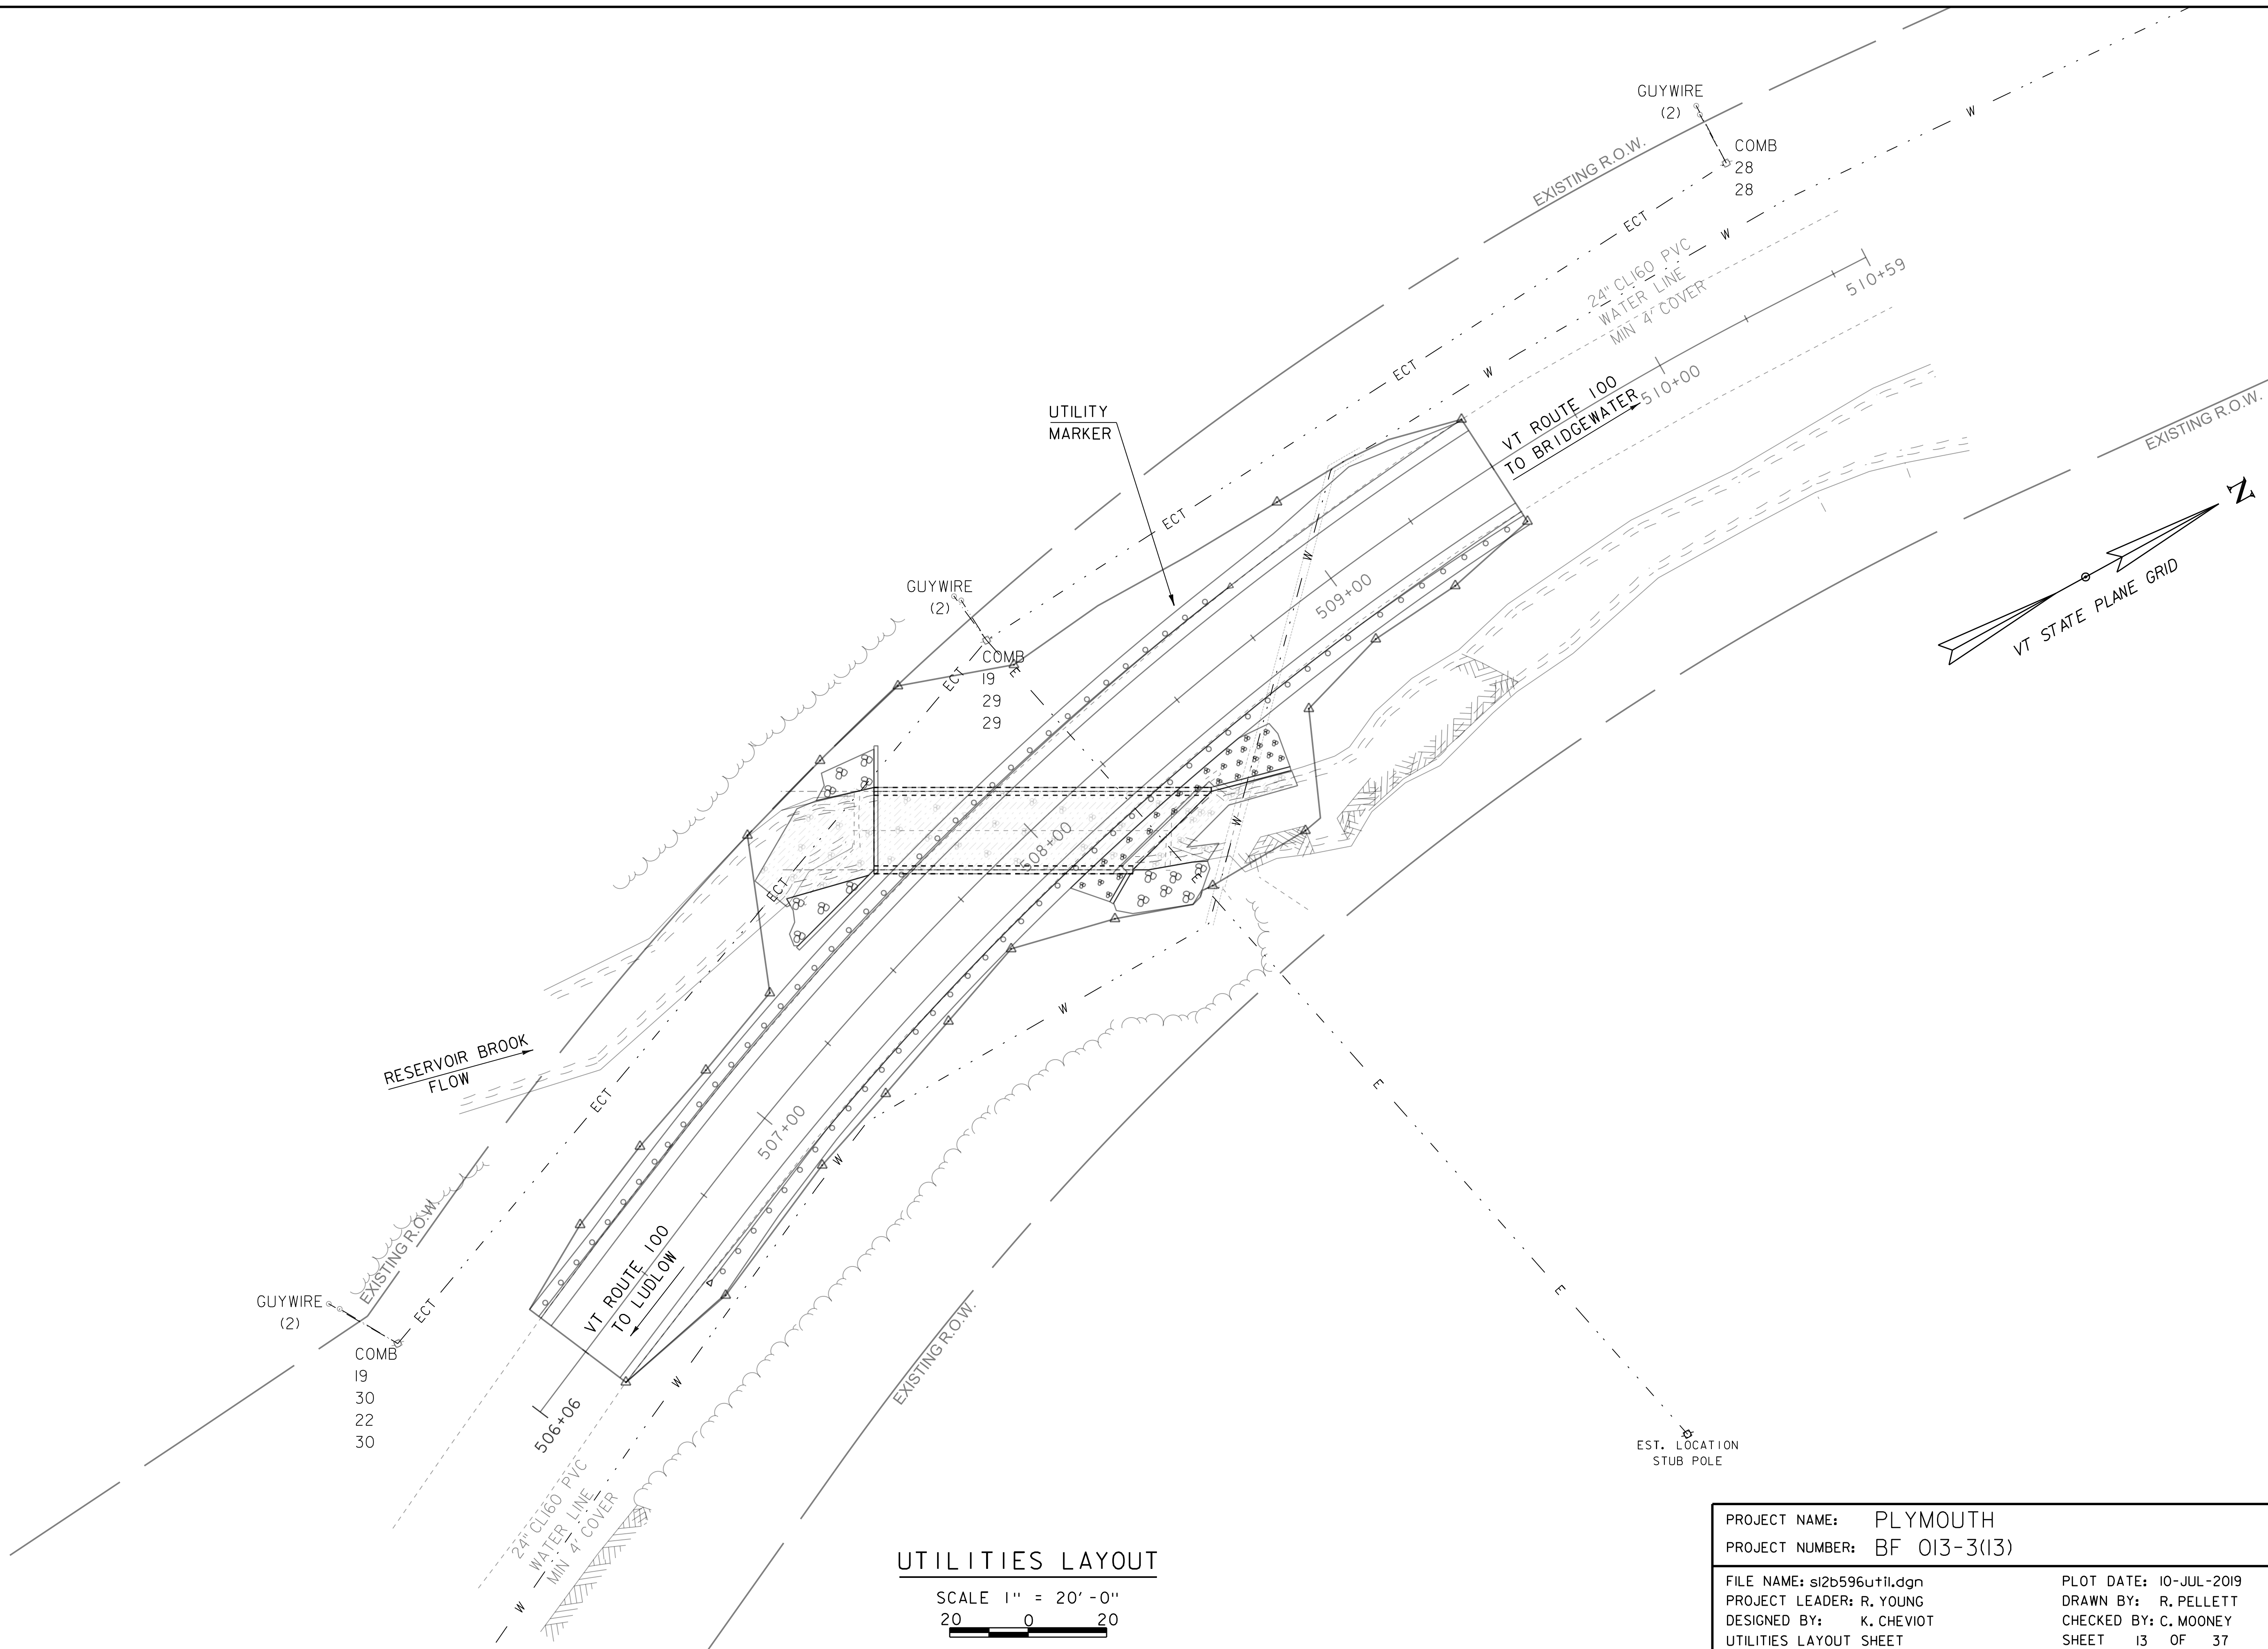 GUYWIRE
(2)
COMB
28
28
EXISTING R.O.W.
ECT
W
W
24" CL160 PVC
WATER LINE
MIN 4' COVER
510+59
ECT
W
510+00
VT ROUTE 100
TO BRIDGEWATER
EXISTING R.O.W.
UTILITY
MARKER
ECT
N
VT STATE PLANE GRID
W
509+00
GUYWIRE
(2)
COMB
19
29
29
ECT
E
508+00
W
E
ECT
W
RESERVOIR BROOK
FLOW
ECT
507+00
W
E
EXISTING R.O.W.
ECT
GUYWIRE
(2)
COMB
19
30
22
30
VT ROUTE 100
TO LUDLOW
W
506+06
EXISTING R.O.W.
E
EST. LOCATION
STUB POLE
24" CL160 PVC
WATER LINE
MIN 4' COVER
W
UTILITIES LAYOUT
SCALE 1" = 20'-0"
20 0 20
PROJECT NAME: PLYMOUTH
PROJECT NUMBER: BF 013-3(13)
FILE NAME: s12b596util.dgn PLOT DATE: 10-JUL-2019
PROJECT LEADER: R. YOUNG DRAWN BY: R. PELLETT
DESIGNED BY: K. CHEVIOT CHECKED BY: C. MOONEY
UTILITIES LAYOUT SHEET SHEET 13 OF 37